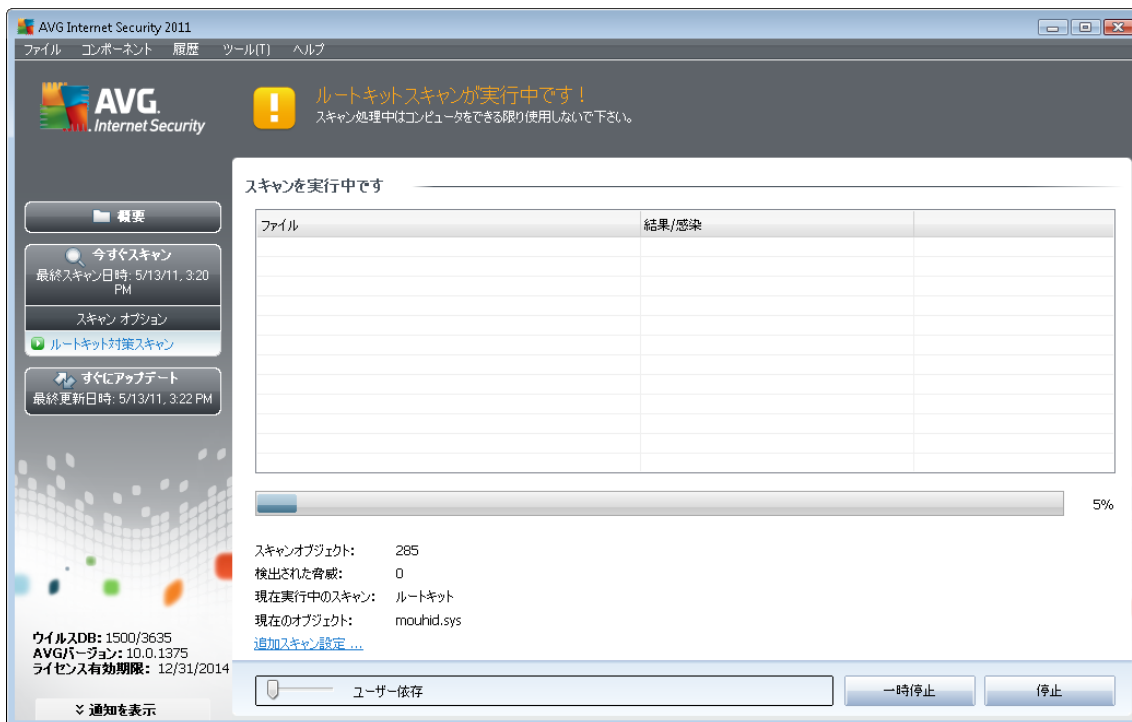 AVG Internet Security 2011
ファイル コンポーネント 履歴 ツール(T) ヘルプ
AVG.
Internet Security
ルートキットスキャンが実行中です！
スキャン処理中はコンピュータをできる限り使用しないで下さい。
概要
今すぐスキャン
最終スキャン日時: 5/13/11, 3:20
PM
スキャン オプション
ルートキット対策スキャン
すぐにアップデート
最終更新日時: 5/13/11, 3:22 PM
ウイルスDB: 1500/3635
AVGバージョン: 10.0.1375
ライセンス有効期限: 12/31/2014
通知を表示
スキャンを実行中です
ファイル 結果/感染
5%
スキャンオブジェクト: 285
検出された脅威: 0
現在実行中のスキャン: ルートキット
現在のオブジェクト: mouhid.sys
追加スキャン設定 ...
ユーザー依存 一時停止 停止